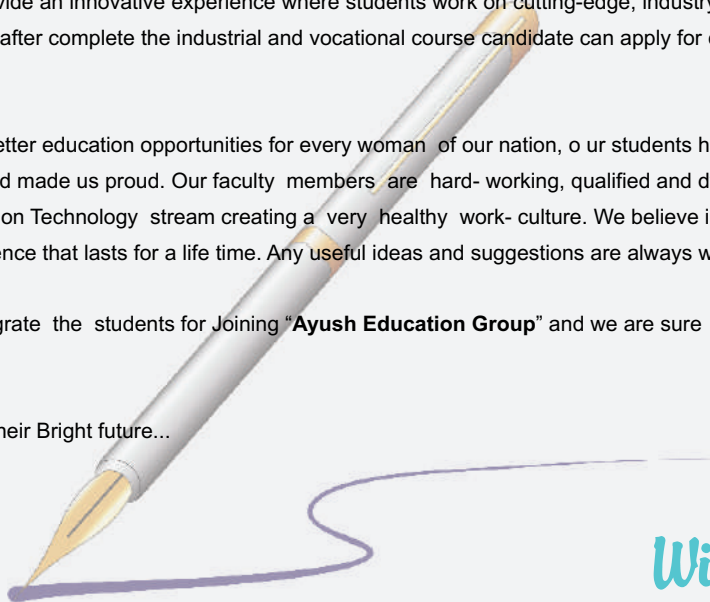 vide an innovative experience where students work on cutting-edge, industry
after complete the industrial and vocational course candidate can apply for
etter education opportunities for every woman of our nation, o ur students h
d made us proud. Our faculty members are hard- working, qualified and d
on Technology stream creating a very healthy work- culture. We believe i
ence that lasts for a life time. Any useful ideas and suggestions are always w
grate the students for Joining “Ayush Education Group” and we are sure
heir Bright future...
Wi